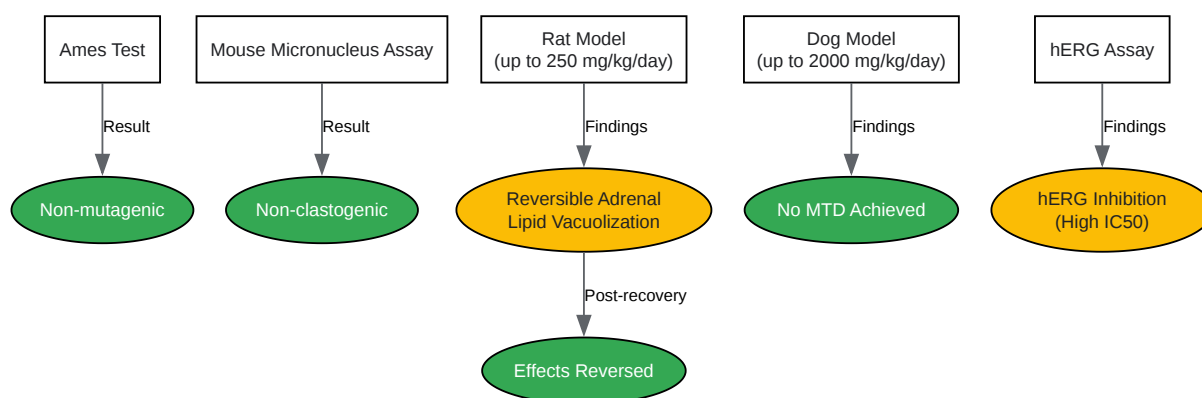 Ames Test
Mouse Micronucleus Assay
Rat Model
(up to 250 mg/kg/day)
Dog Model
(up to 2000 mg/kg/day)
hERG Assay
Result
Result
Findings
Findings
Findings
Non-mutagenic
Non-clastogenic
Reversible Adrenal
Lipid Vacuolization
No MTD Achieved
hERG Inhibition
(High IC50)
Post-recovery
Effects Reversed